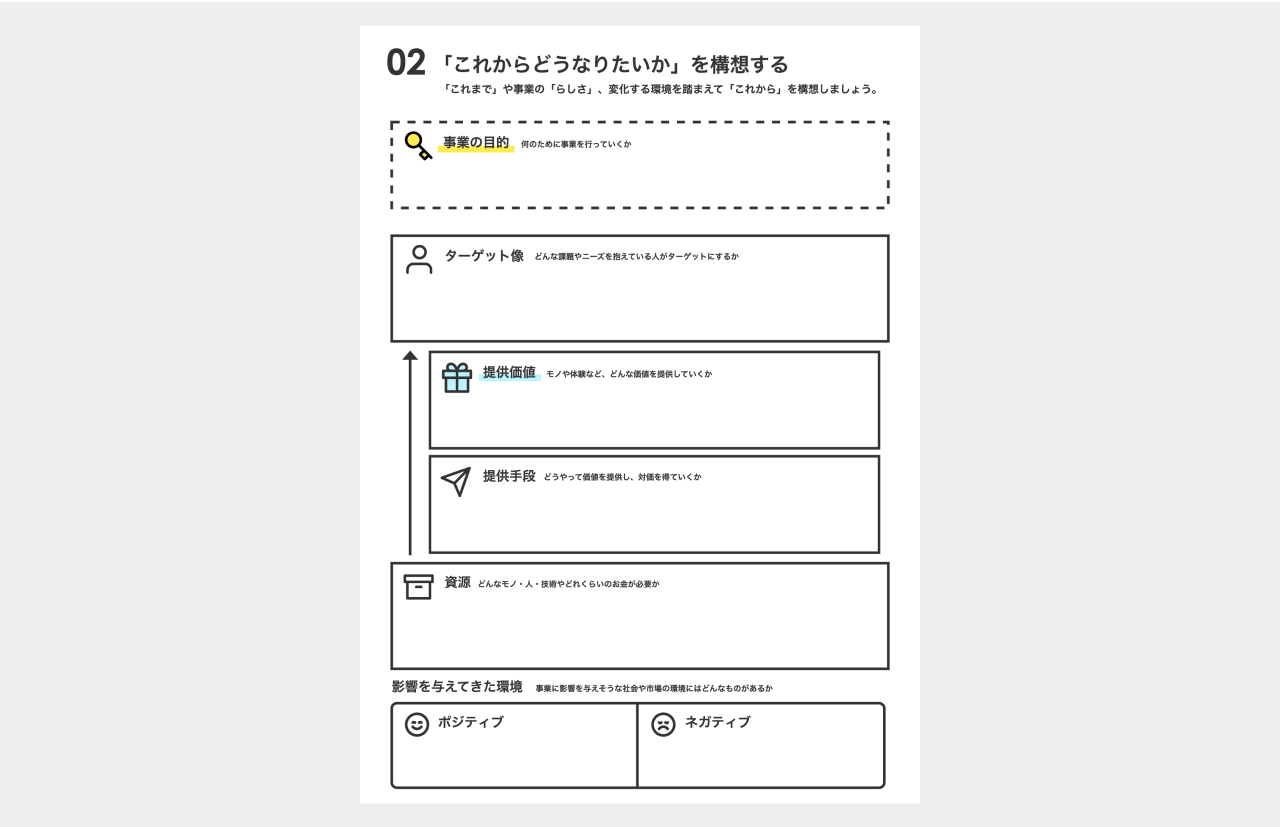 02 「これからどうなりたいか」を構想する
「これまで」や事業の「らしさ」、変化する環境を踏まえて「これから」を構想しましょう。
事業の目的 何のために事業を行っていくか
ターゲット像 どんな課題やニーズを抱えている人がターゲットにするか
提供価値 モノや体験など、どんな価値を提供していくか
提供手段 どうやって価値を提供し、対価を得ていくか
資源 どんなモノ・人・技術やどれくらいのお金が必要か
影響を与えてきた環境 事業に影響を与えそうな社会や市場の環境にはどんなものがあるか
ポジティブ ネガティブ